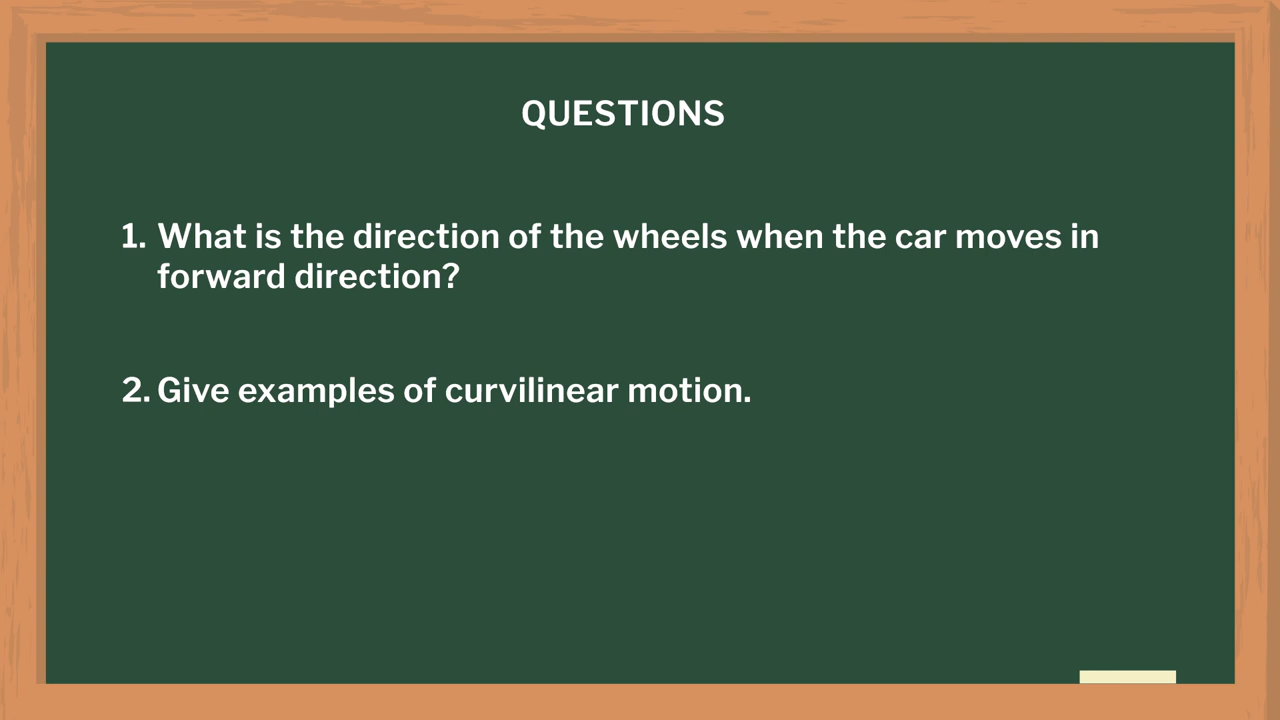 QUESTIONS
1. What is the direction of the wheels when the car moves in
forward direction?
2. Give examples of curvilinear motion.